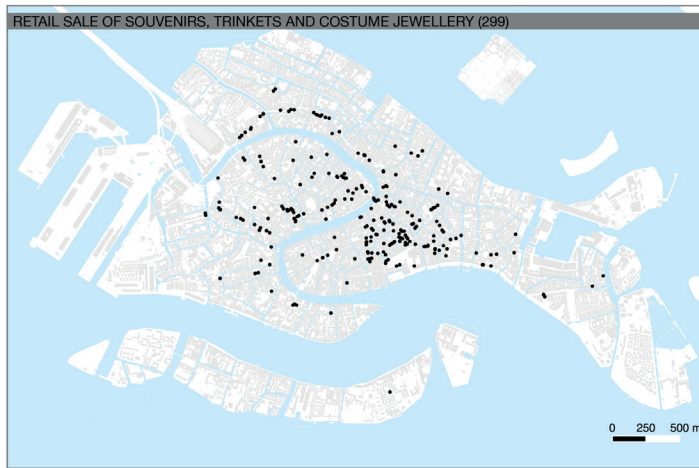 RETAIL SALE OF SOUVENIRS, TRINKETS AND COSTUME JEWELLERY (299)
0 250 500 m